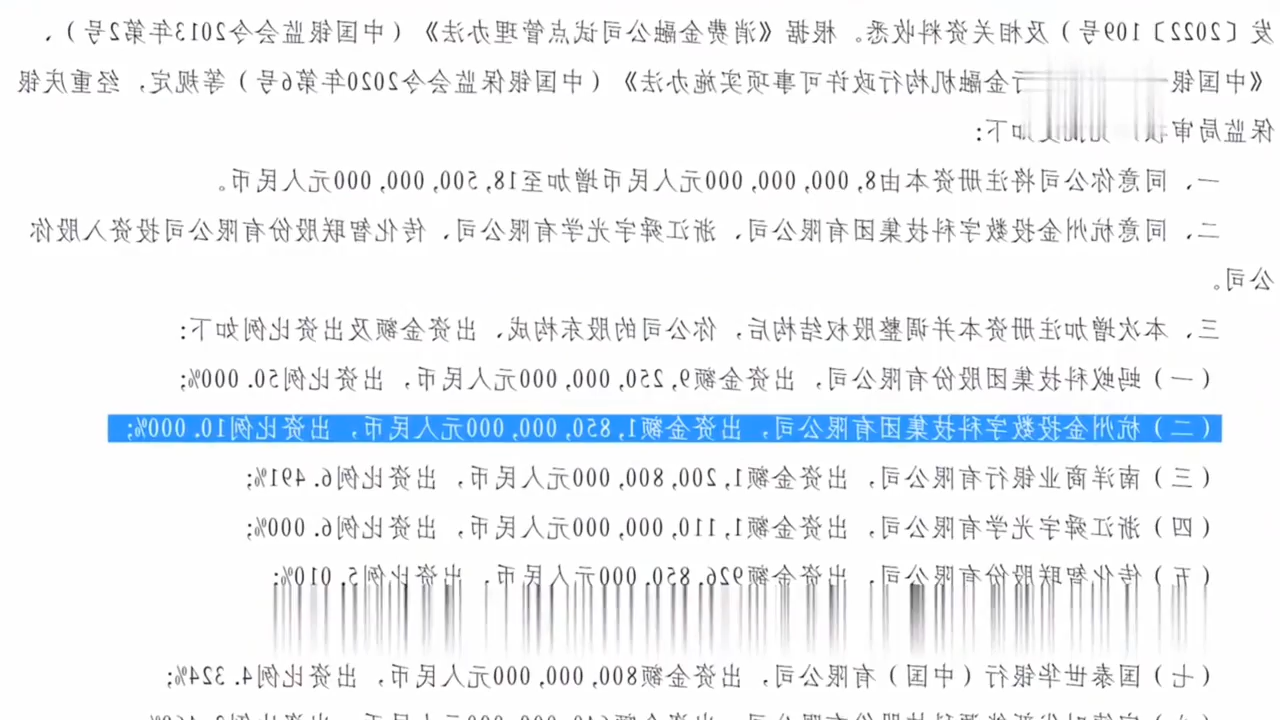 发〔2022〕109号）及相关资料收悉。根据《消费金融公司试点管理办法》（中国银监会令2013年第2号）、
《中国银 行金融机构行政许可事项实施办法》（中国银保监会令2020年第6号）等规定，经重庆银
保监局审 如下：
一、同意你公司将注册资本由8,000,000,000元人民币增加至18,500,000,000元人民币。
二、同意杭州金投数字科技集团有限公司、浙江舜宇光学有限公司、传化智联股份有限公司投资入股你
公司。
三、本次增加注册资本并调整股权结构后，你公司的股东构成、出资金额及出资比例如下：
（一）蚂蚁科技集团股份有限公司，出资金额9,250,000,000元人民币，出资比例50.000%；
（二）杭州金投数字科技集团有限公司，出资金额1,850,000,000元人民币，出资比例10.000%；
（三）南洋商业银行有限公司，出资金额1,200,800,000元人民币，出资比例6.491%；
（四）浙江舜宇光学有限公司，出资金额1,110,000,000元人民币，出资比例6.000%；
（五）传化智联股份有限公司，出资金额926,850,000元人民币，出资比例5.010%；
（七）国泰世华银行（中国）有限公司，出资金额800,000,000元人民币，出资比例4.324%；